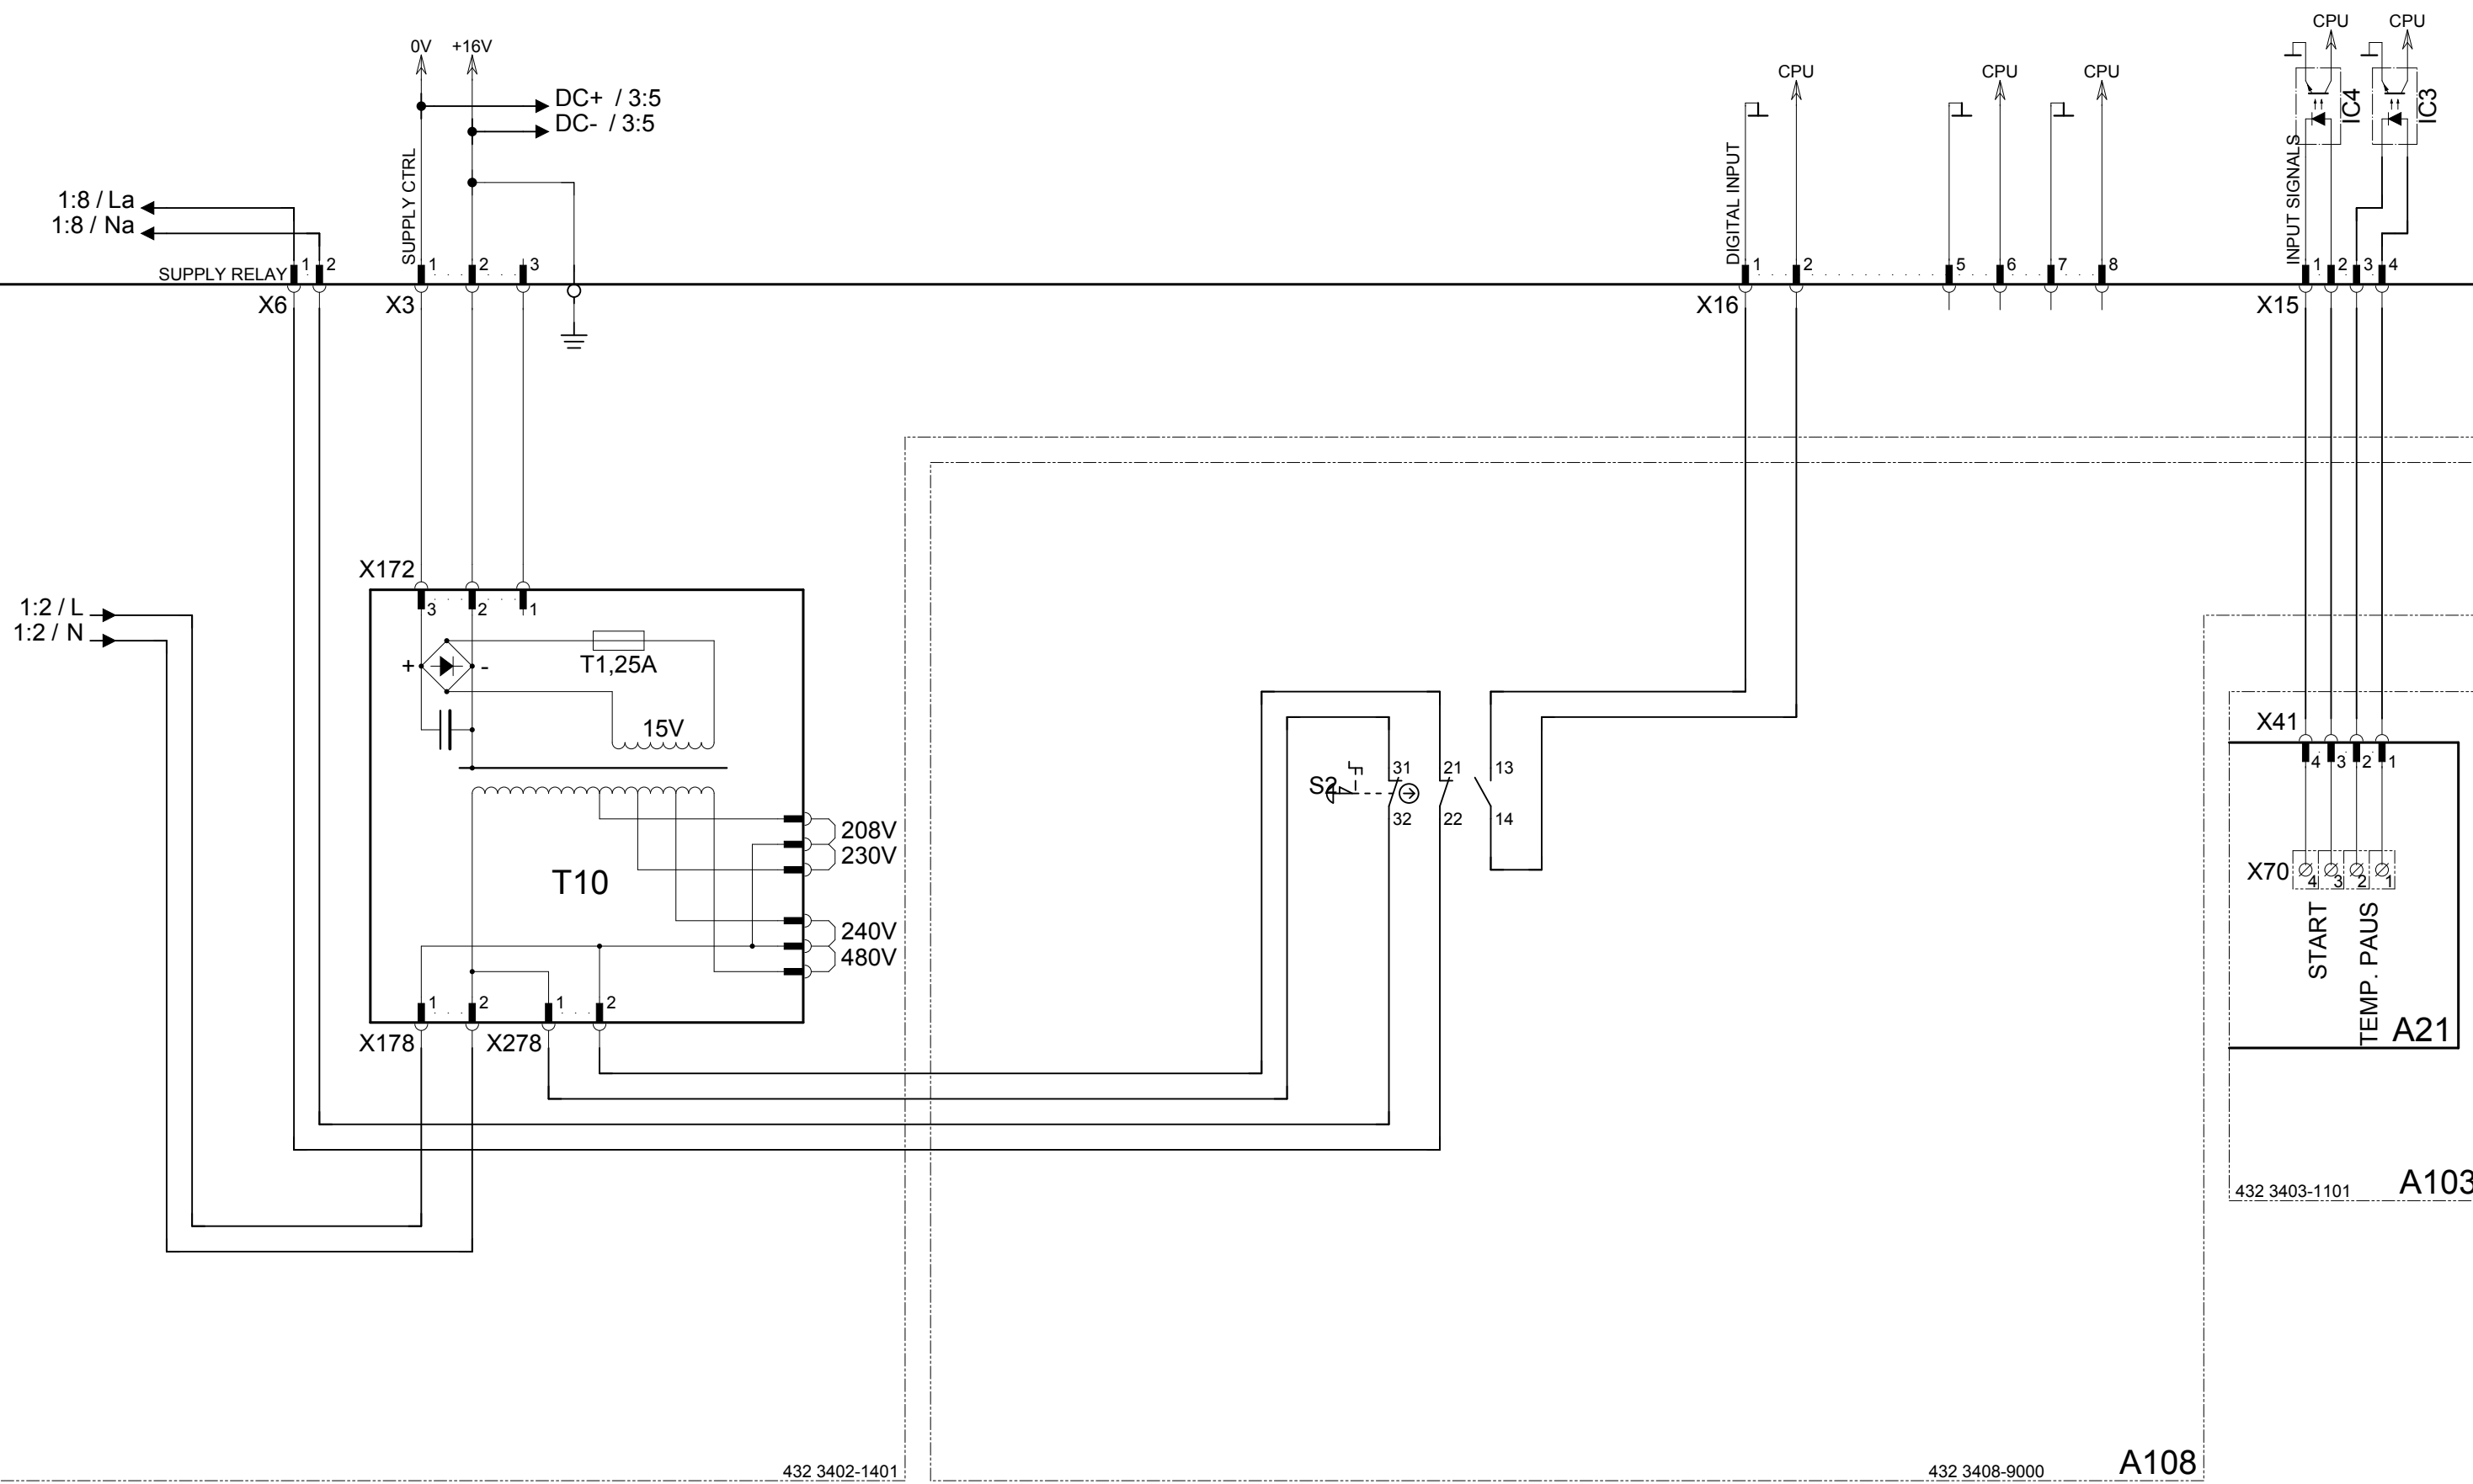 CPU CPU
0V +16V
CPU CPU CPU
DC+ / 3:5
DC- / 3:5
IC4 IC3
SUPPLY CTRL
DIGITAL INPUT
INPUT SIGNALS
1:8 / La
1:8 / Na
SUPPLY RELAY 1 2 1 2 3 1 2 5 6 7 8 1 2 3 4
X6 X3 X16 X15
X172
3 2 1
1:2 / L
1:2 / N
+ -
T1,25A
15V
X41
4 3 2 1
S2
31 21 13
32 22 14
208V
230V
T10
X70 4 3 2 1
240V
480V
START
TEMP. PAUS
1 2 1 2
X178 X278
A21
432 3403-1101 A103
432 3402-1401
432 3408-9000 A108